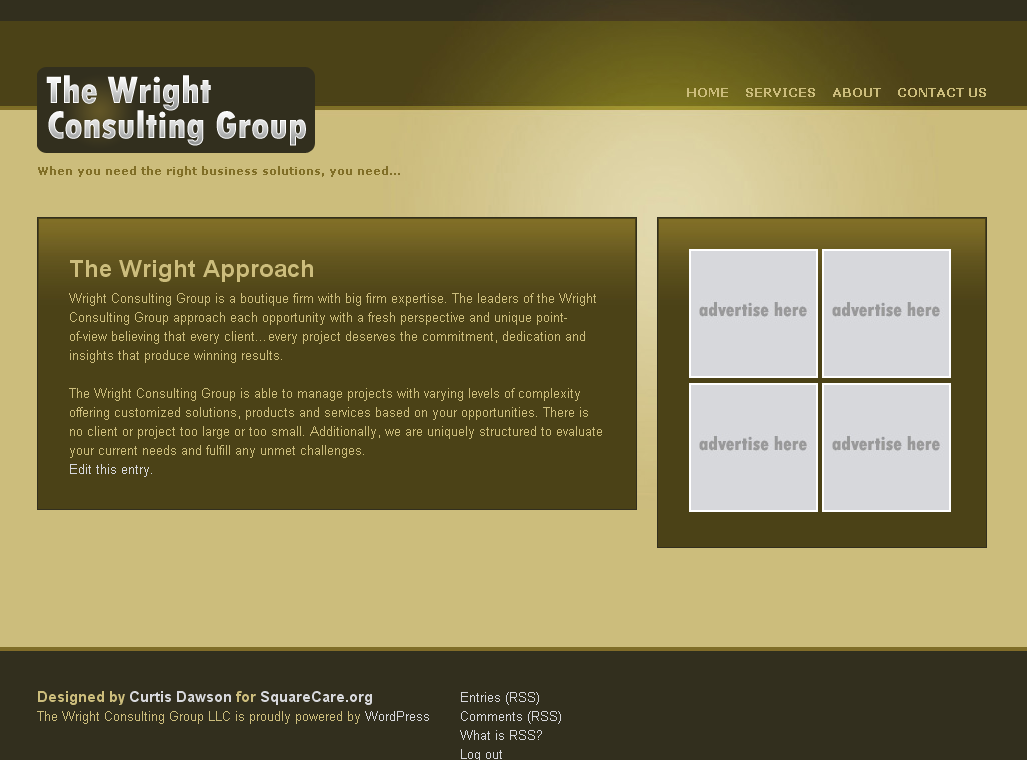 The Wright
Consulting Group
HOME SERVICES ABOUT CONTACT US
When you need the right business solutions, you need...
The Wright Approach
Wright Consulting Group is a boutique firm with big firm expertise. The leaders of the Wright
Consulting Group approach each opportunity with a fresh perspective and unique point-
of-view believing that every client…every project deserves the commitment, dedication and
insights that produce winning results.
The Wright Consulting Group is able to manage projects with varying levels of complexity
offering customized solutions, products and services based on your opportunities. There is
no client or project too large or too small. Additionally, we are uniquely structured to evaluate
your current needs and fulfill any unmet challenges.
Edit this entry.
advertise here advertise here
advertise here advertise here
Designed by Curtis Dawson for SquareCare.org
The Wright Consulting Group LLC is proudly powered by WordPress
Entries (RSS)
Comments (RSS)
What is RSS?
Log out